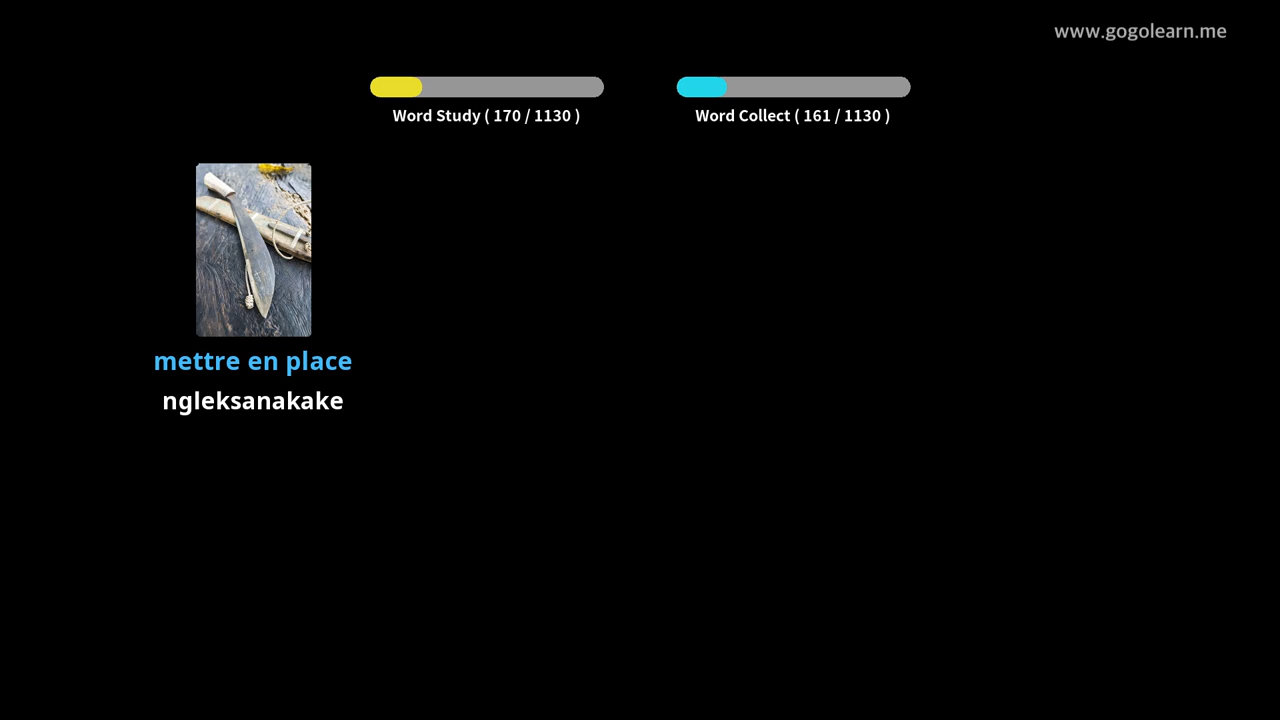 www.gogolearn.me
Word Study ( 170 / 1130 )
Word Collect ( 161 / 1130 )
mettre en place
ngleksanakake